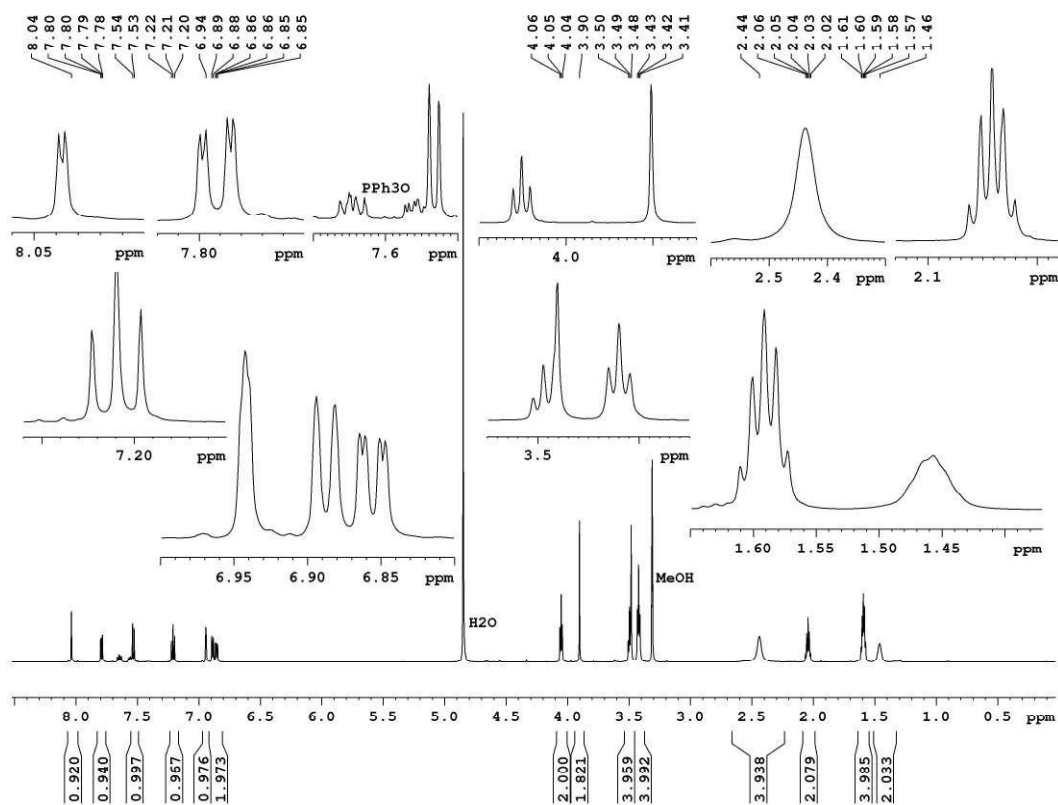 8.04 7.80 7.80 7.79 7.78 7.54 7.53 7.22 7.21 7.20 6.94 6.89 6.88 6.86 6.86 6.85 6.85
4.06 4.05 4.04 3.90 3.50 3.49 3.48 3.43 3.42 3.41
2.44 2.06 2.05 2.04 2.03 2.02 1.61 1.60 1.59 1.58 1.57 1.46
PPh3O
8.05 ppm 7.80 ppm 7.6 ppm 4.0 ppm 2.5 2.4 ppm 2.1 ppm
7.20 ppm 3.5 ppm
6.95 6.90 6.85 ppm 1.60 1.55 1.50 1.45 ppm
MeOH
H2O
8.0 7.5 7.0 6.5 6.0 5.5 5.0 4.5 4.0 3.5 3.0 2.5 2.0 1.5 1.0 0.5 ppm
0.920 0.940 0.997 0.967 0.976 1.973 2.000 1.821 3.959 3.992 3.938 2.079 3.985 2.033